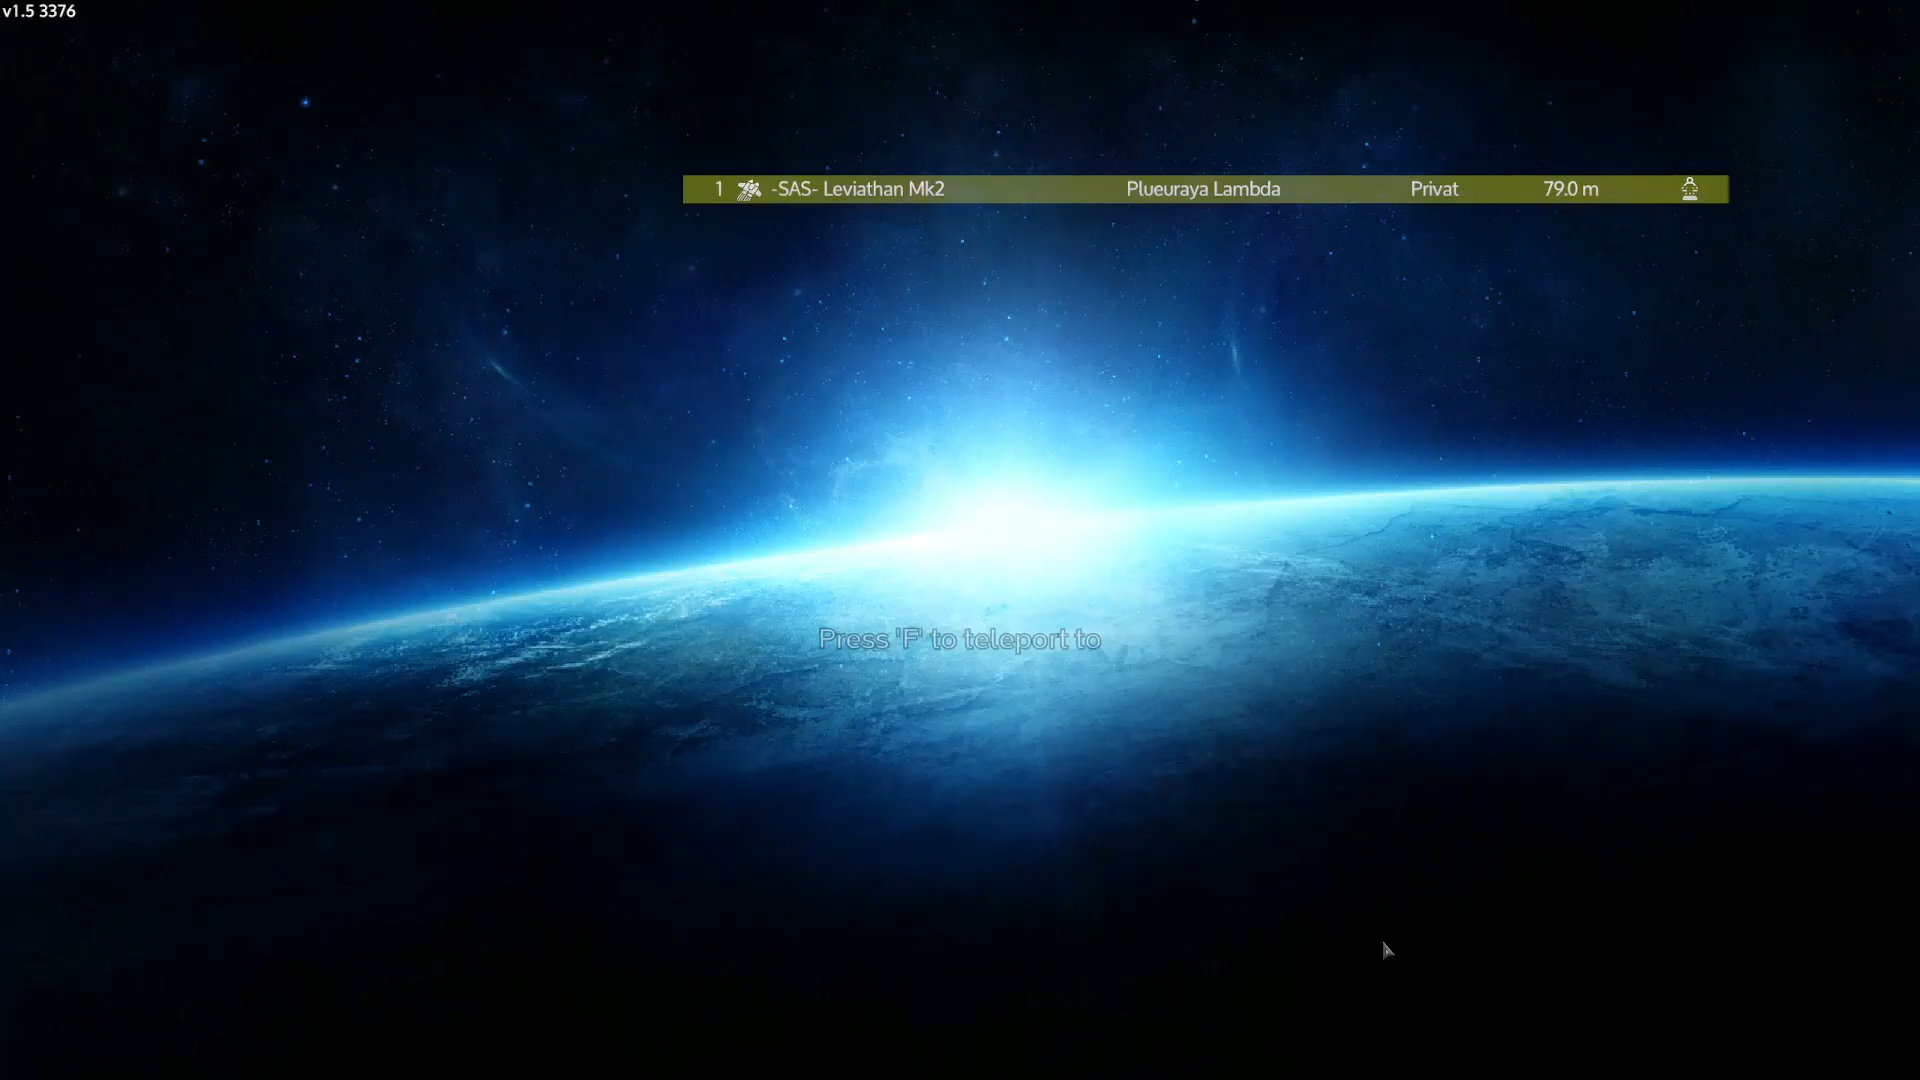 v1.5 3376
1 -SAS- Leviathan Mk2 Plueuraya Lambda Privat 79.0 m
Press 'F' to teleport to